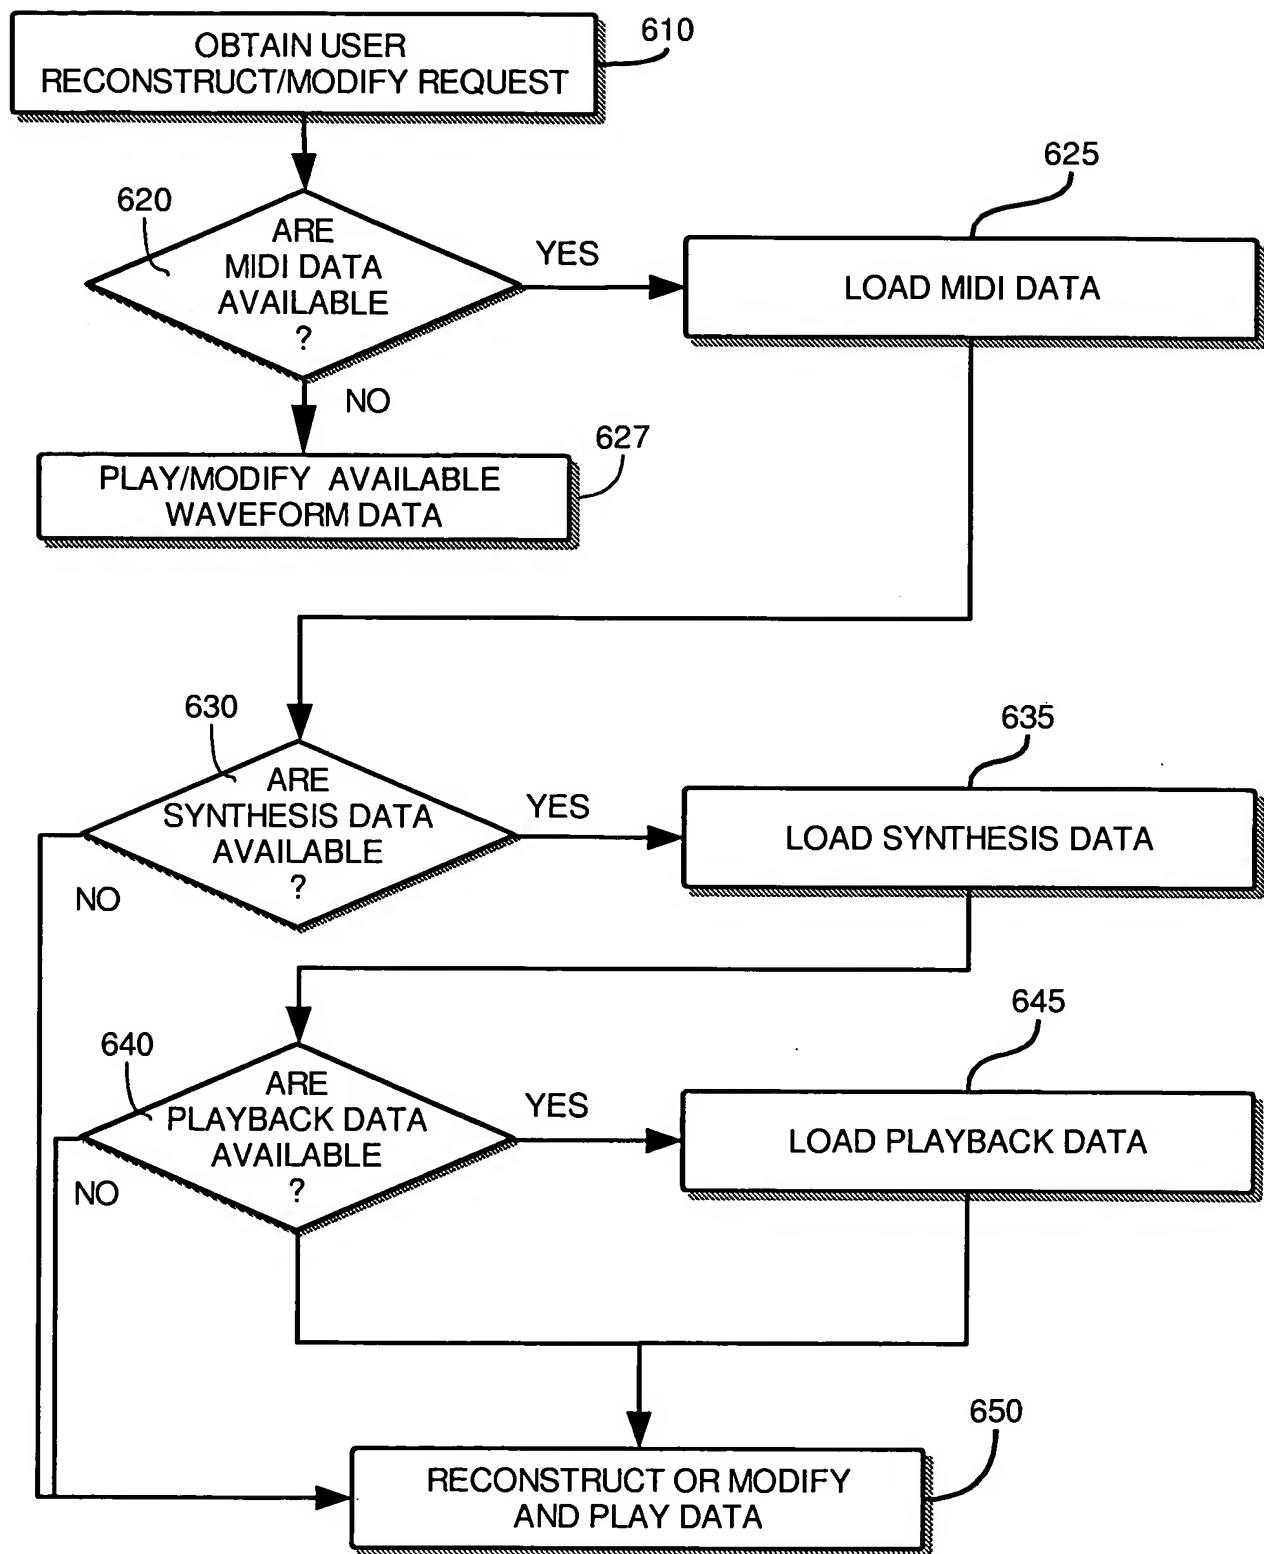 610
OBTAIN USER
RECONSTRUCT/MODIFY REQUEST
620
ARE
MIDI DATA
AVAILABLE
?
YES
625
LOAD MIDI DATA
NO
627
PLAY/MODIFY AVAILABLE
WAVEFORM DATA
630
ARE
SYNTHESIS DATA
AVAILABLE
?
YES
NO
635
LOAD SYNTHESIS DATA
640
ARE
PLAYBACK DATA
AVAILABLE
?
YES
NO
645
LOAD PLAYBACK DATA
650
RECONSTRUCT OR MODIFY
AND PLAY DATA